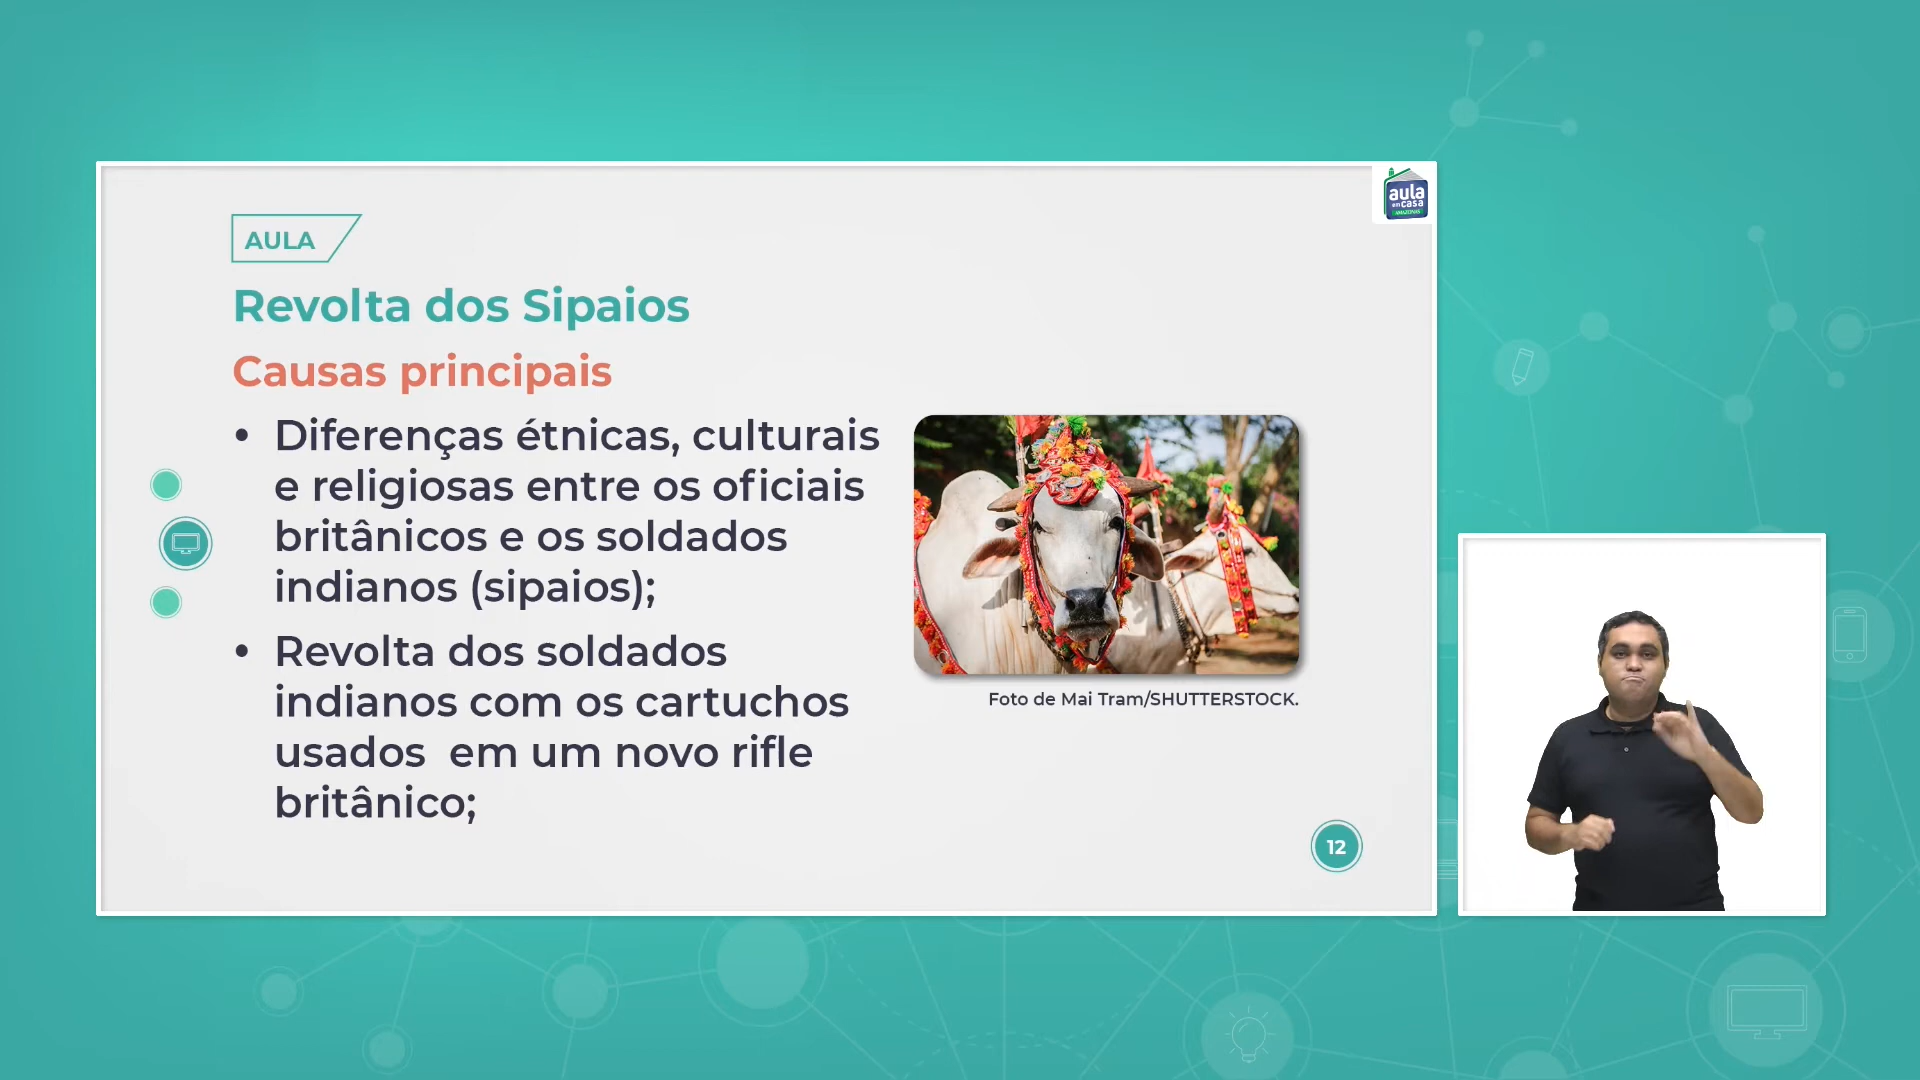 aula
em casa
AMAZONAS
AULA
Revolta dos Sipaios
Causas principais
• Diferenças étnicas, culturais
e religiosas entre os oficiais
britânicos e os soldados
indianos (sipaios);
• Revolta dos soldados
indianos com os cartuchos
usados  em um novo rifle
britânico;
Foto de Mai Tram/SHUTTERSTOCK.
12